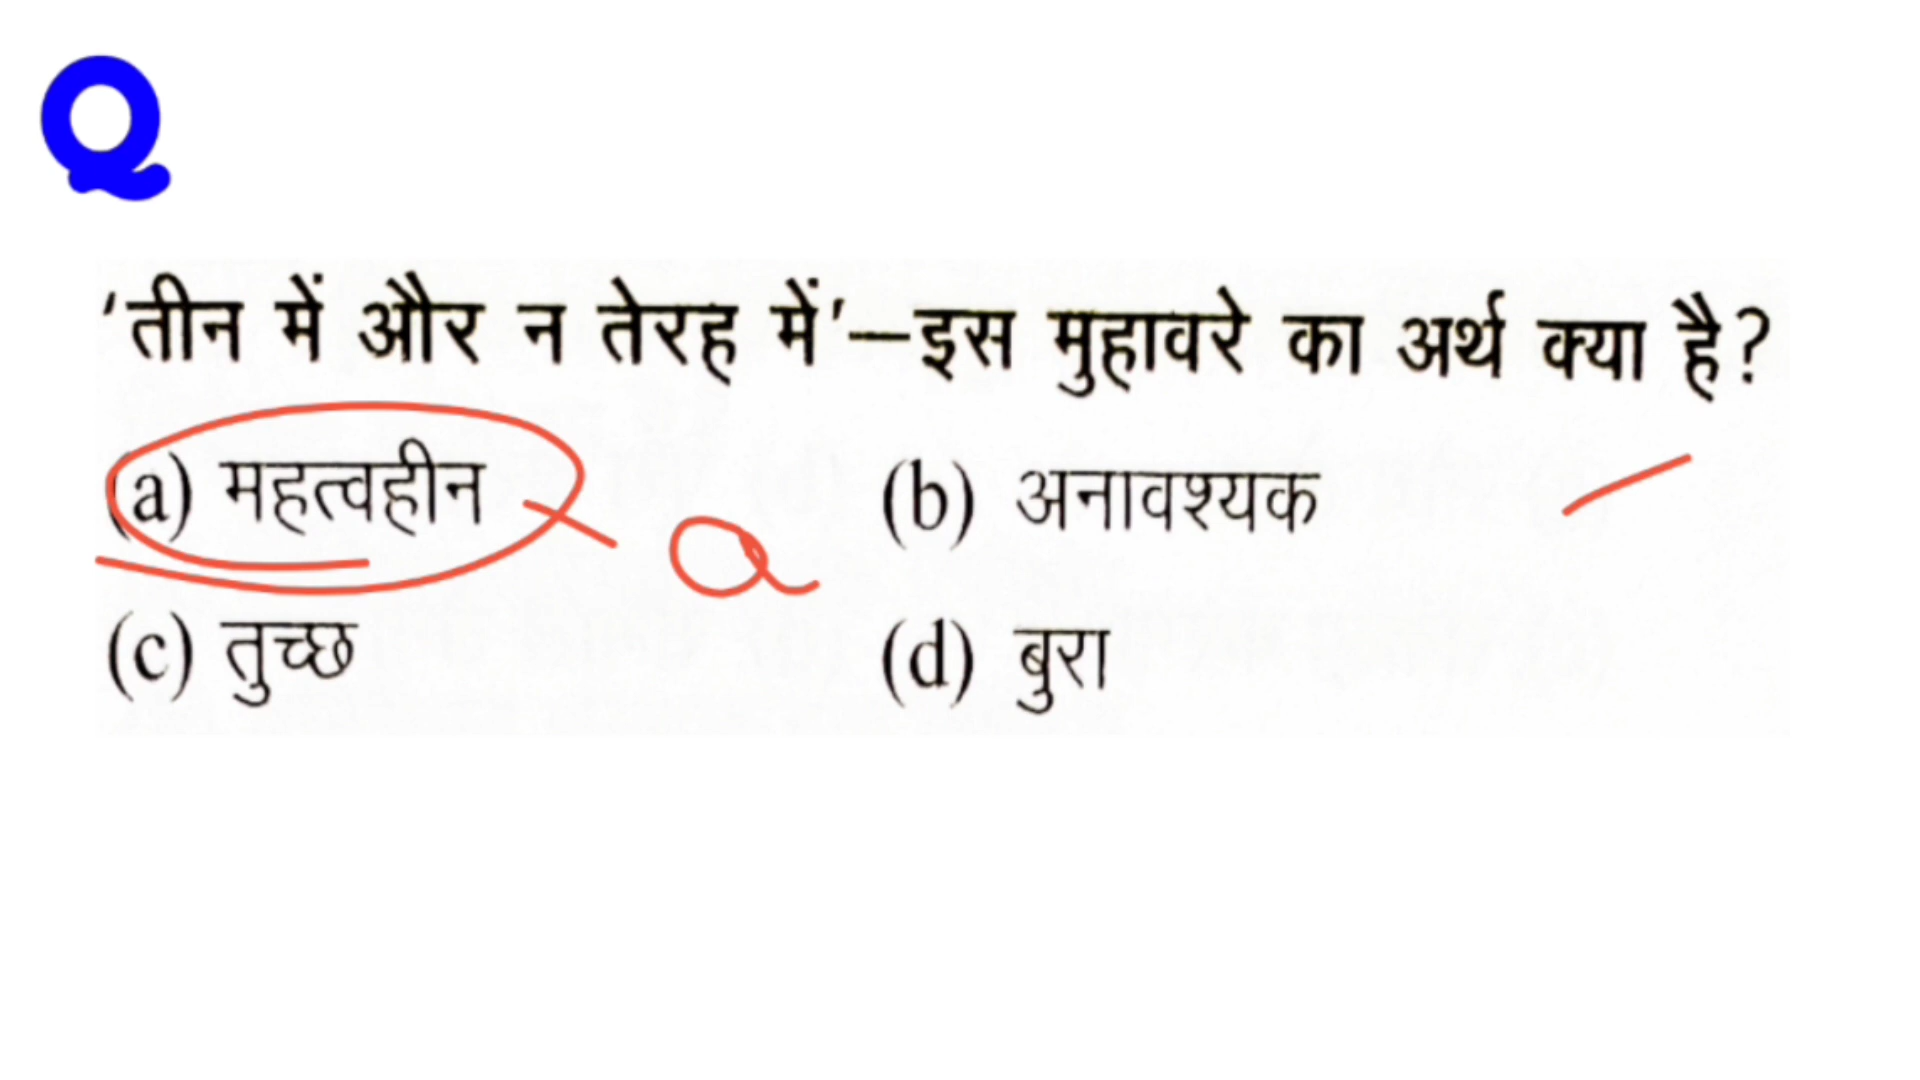 Q
'तीन में और न तेरह में'—इस मुहावरे का अर्थ क्या है?
(a) महत्वहीन (b) अनावश्यक
a
(c) तुच्छ (d) बुरा